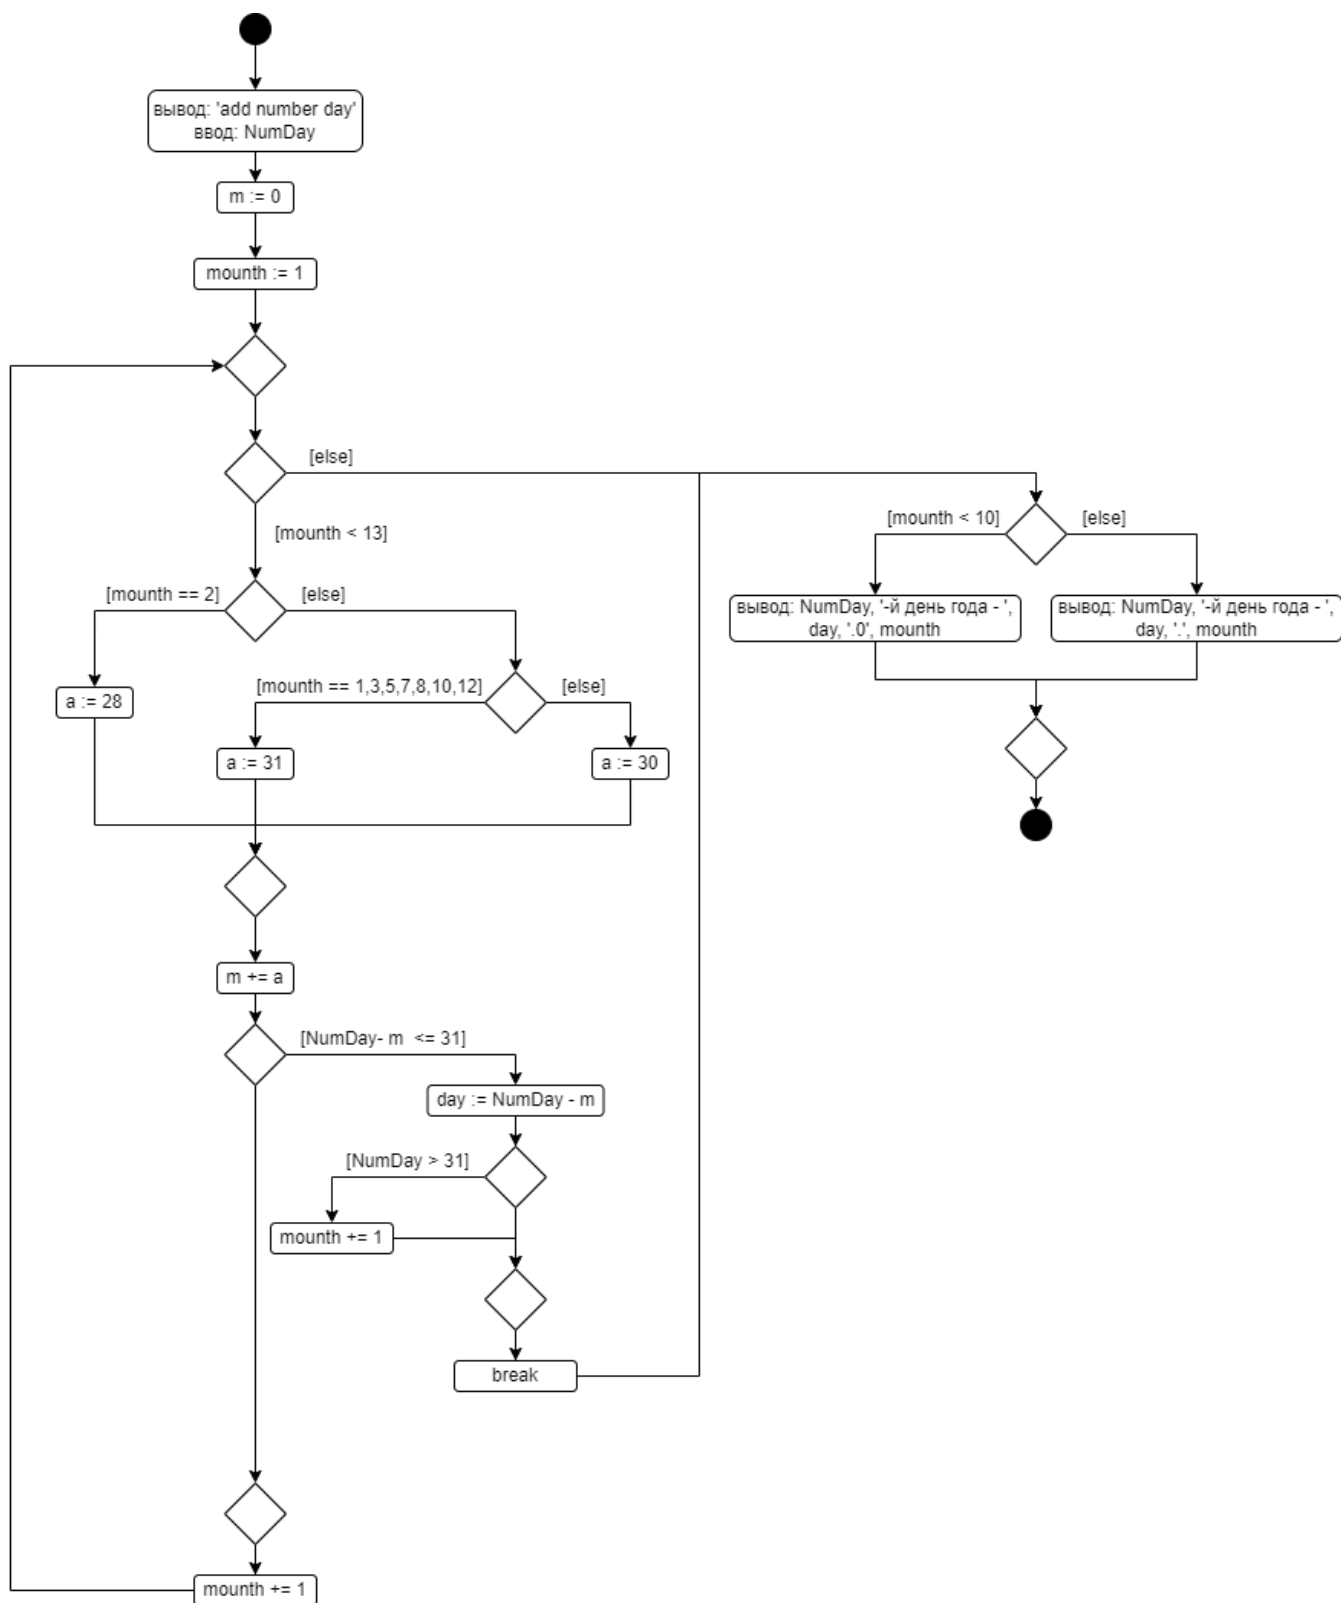 вывод: 'add number day'
ввод: NumDay
m := 0
mounth := 1
[else]
[mounth < 13]
[mounth < 10]
[else]
вывод: NumDay, '-й день года - ',
day, '.0', mounth
вывод: NumDay, '-й день года - ',
day, '.', mounth
[mounth == 2]
[else]
a := 28
[mounth == 1,3,5,7,8,10,12]
[else]
a := 31
a := 30
m += a
[NumDay- m  <= 31]
day := NumDay - m
[NumDay > 31]
mounth += 1
break
mounth += 1